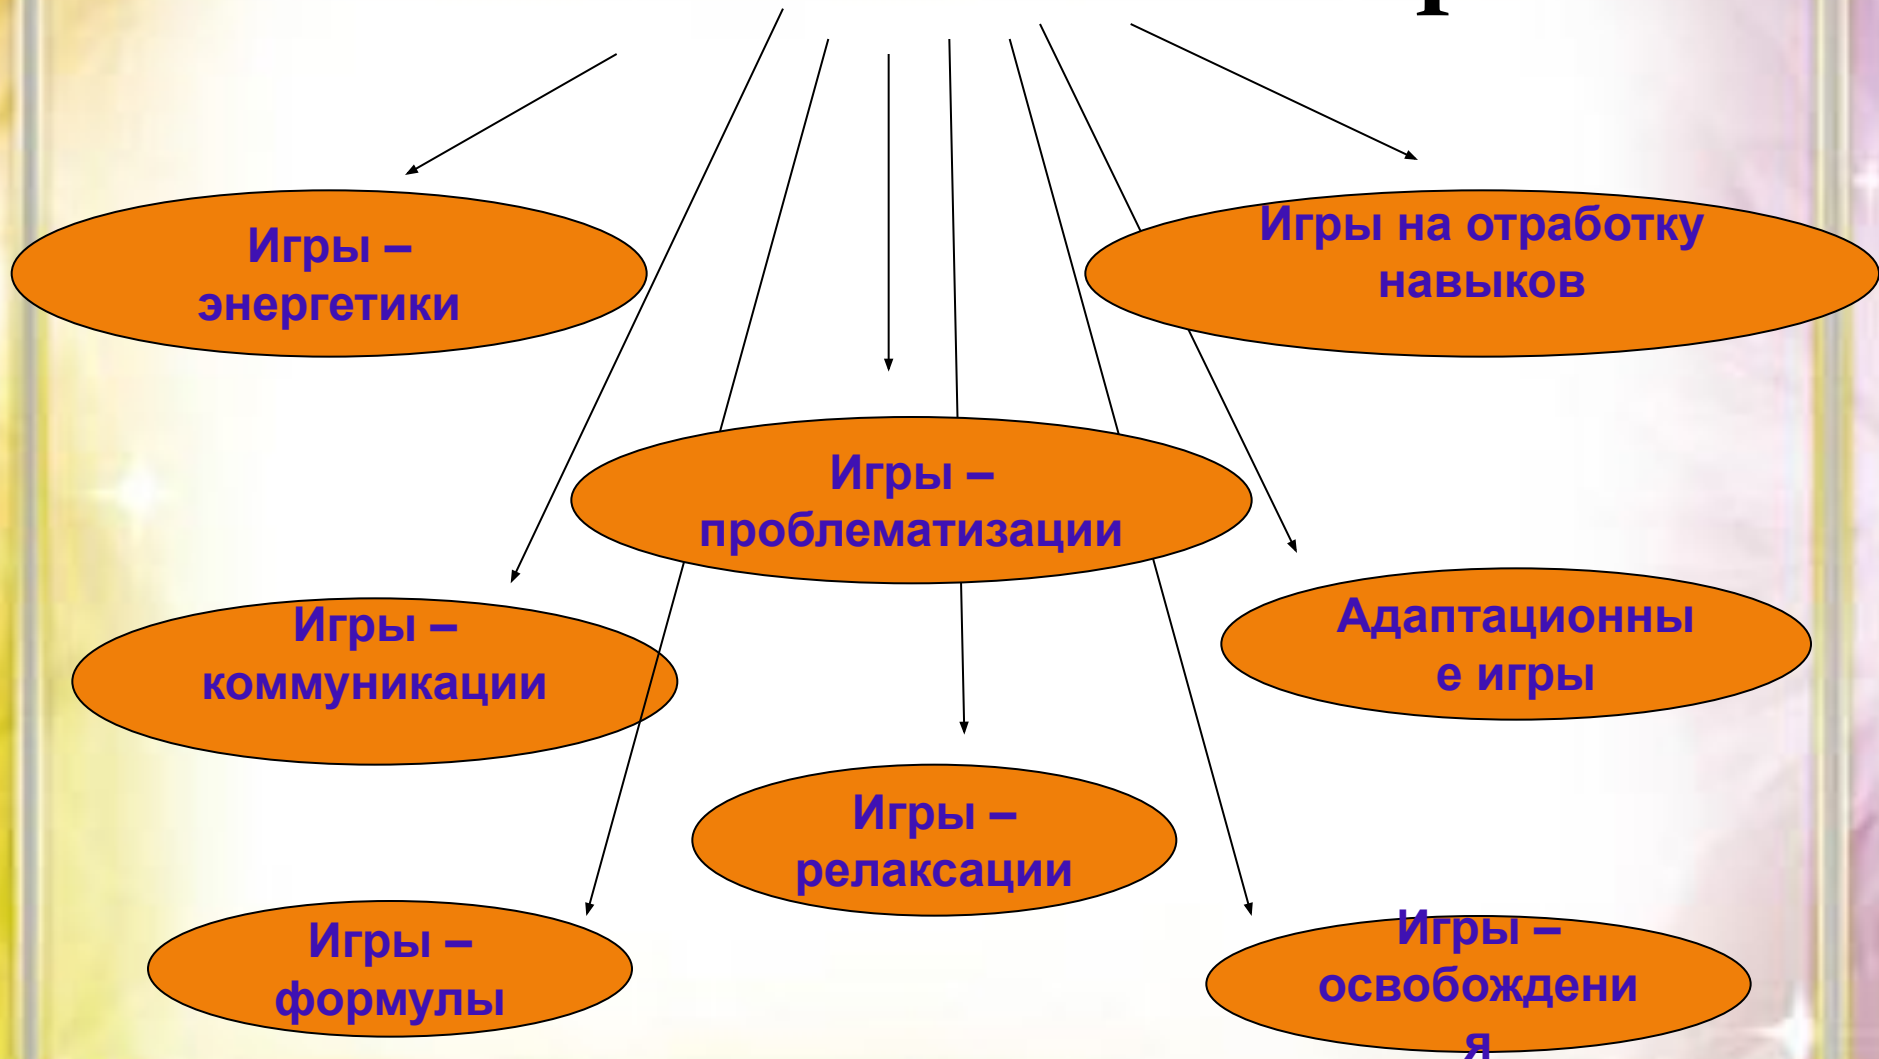 Игры –
энергетики
Игры на отработку
навыков
Игры –
проблематизации
Игры –
коммуникации
Адаптационны
е игры
Игры –
релаксации
Игры –
формулы
Игры –
освобождени
я